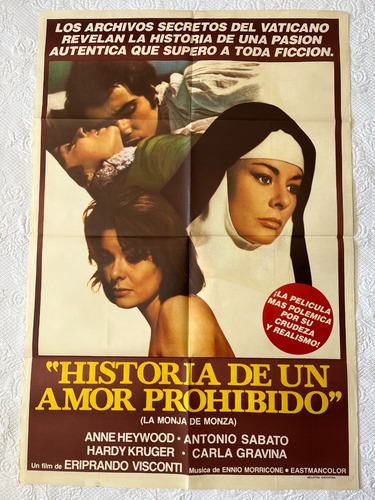 LOS ARCHIVOS SECRETOS DEL VATICANO
REVELAN LA HISTORIA DE UNA PASION
AUTENTICA QUE SUPERO A TODA FICCION.
¡LA PELICULA
MAS POLEMICA
POR SU
CRUDEZA
Y REALISMO!
"HISTORIA DE UN
AMOR PROHIBIDO"
(LA MONJA DE MONZA)
ANNE HEYWOOD • ANTONIO SABATO
HARDY KRUGER • CARLA GRAVINA
Un film de ERIPRANDO VISCONTI Musica de ENNIO MORRICONE • EASTMANCOLOR